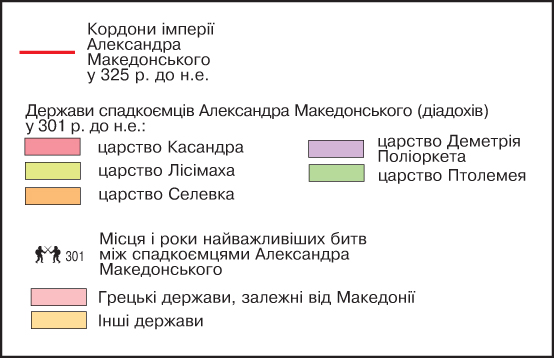 Кордони імперії
Александра
Македонського
у 325 р. до н.е.
Держави спадкоємців Александра Македонського (діадохів)
у 301 р. до н.е.:
царство Касандра
царство Лісімаха
царство Селевка
царство Деметрія
Поліоркета
царство Птолемея
301
Місця і роки найважливіших битв
між спадкоємцями Александра
Македонського
Грецькі держави, залежні від Македонії
Інші держави